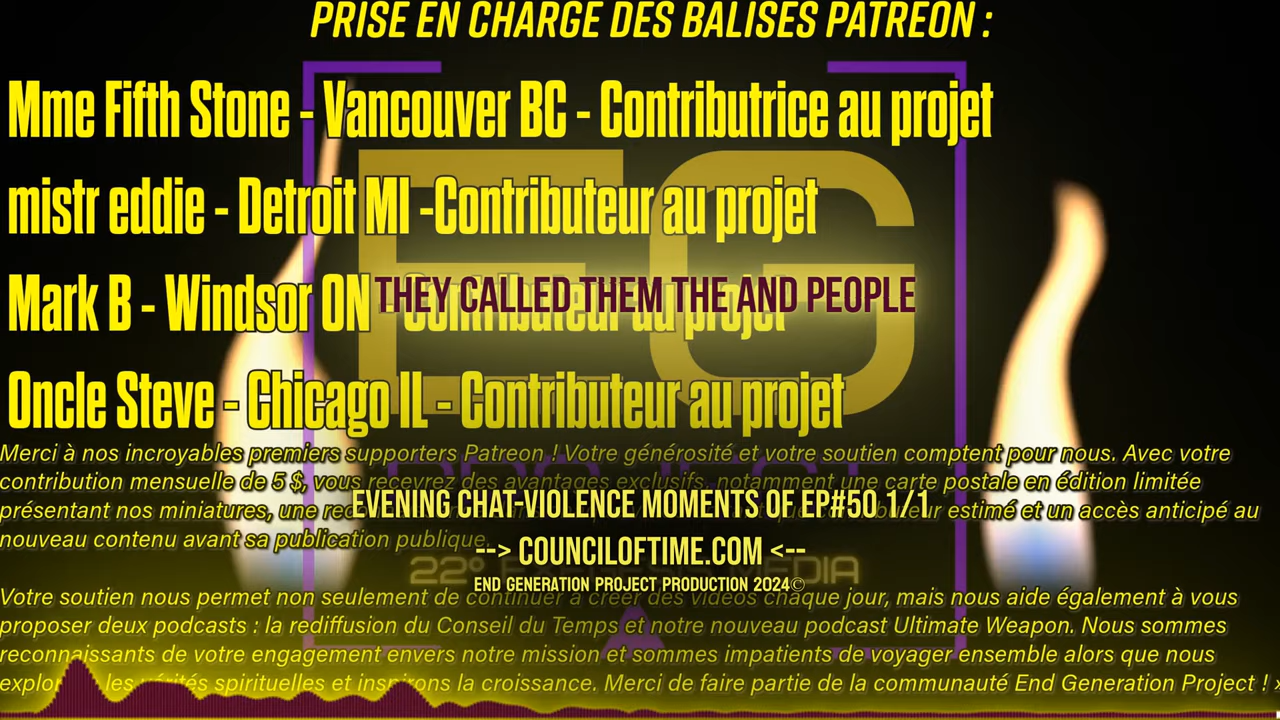 PRISE EN CHARGE DES BALISES PATREON :
Mme Fifth Stone - Vancouver BC - Contributrice au projet
mistr eddie - Detroit MI -Contributeur au projet
Mark B - Windsor ON - Contributeur au projet
THEY CALLED THEM THE AND PEOPLE
Oncle Steve - Chicago IL - Contributeur au projet
EG
Merci à nos incroyables premiers supporters Patreon ! Votre générosité et votre soutien comptent pour nous. Avec votre
contribution mensuelle de 5 $, vous recevrez des avantages exclusifs, notamment une carte postale en édition limitée
présentant nos miniatures, une estimé et un accès anticipé au
EVENING CHAT-VIOLENCE MOMENTS OF EP#50 1/1
nouveau contenu avant sa publication publique.
--> COUNCILOFTIME.COM <--
22°
END GENERATION PROJECT PRODUCTION 2024©
Votre soutien nous permet non seulement de continuer à créer des vidéos chaque jour, mais nous aide également à vous
proposer deux podcasts : la rediffusion du Conseil du Temps et notre nouveau podcast Ultimate Weapon. Nous sommes
reconnaissants de votre engagement envers notre mission et sommes impatients de voyager ensemble alors que nous
explorons les vérités spirituelles et inspirons la croissance. Merci de faire partie de la communauté End Generation Project !